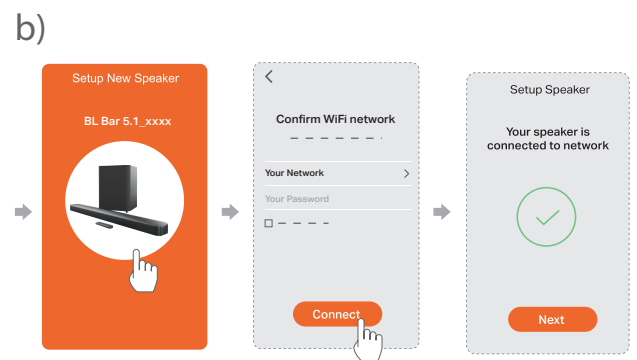 b)
Setup New Speaker
BL Bar 5.1_xxxx
Confirm WiFi network
Your Network
Your Password
Connect
Setup Speaker
Your speaker is
connected to network
Next